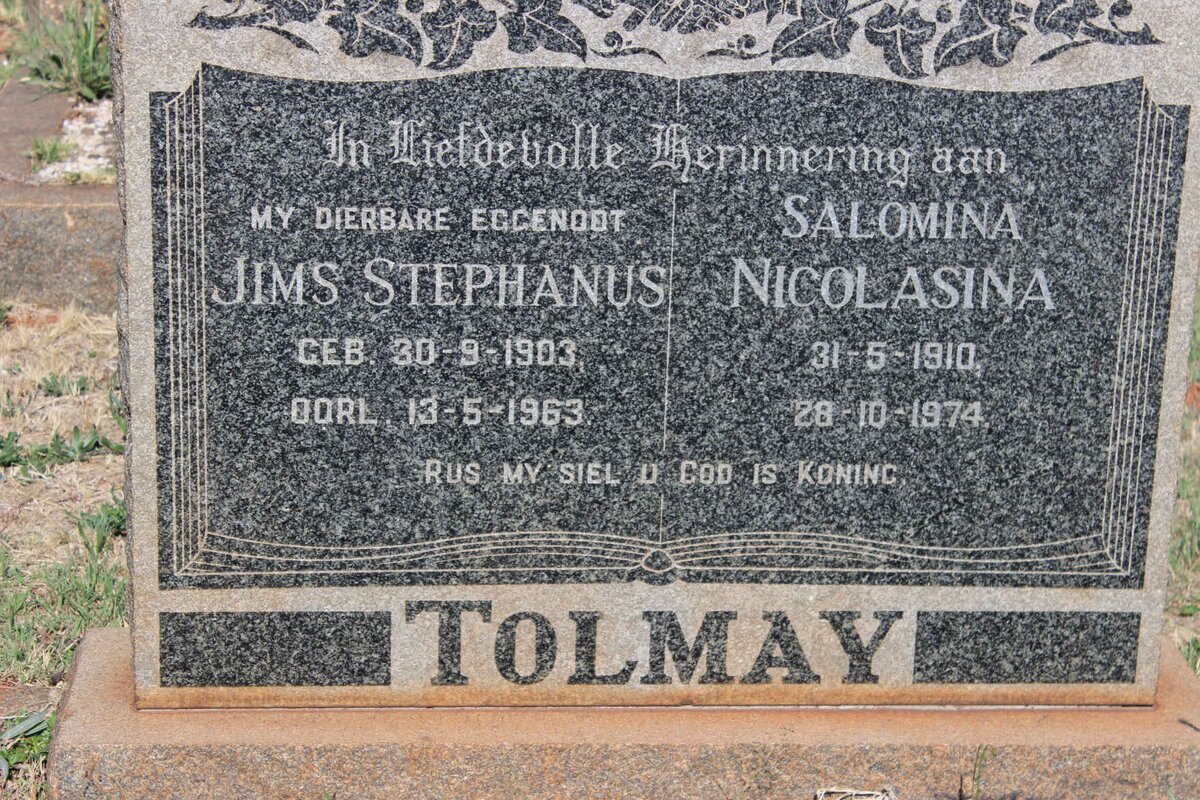 In Liefdevolle Herinnering aan
MY DIERBARE EGGENOOT
JIMS STEPHANUS
GEB. 30-9-1903,
OORL. 13-5-1963.
SALOMINA
NICOLASINA
31-5-1910,
28-10-1974.
RUS MY SIEL U GOD IS KONING.
TOLMAY